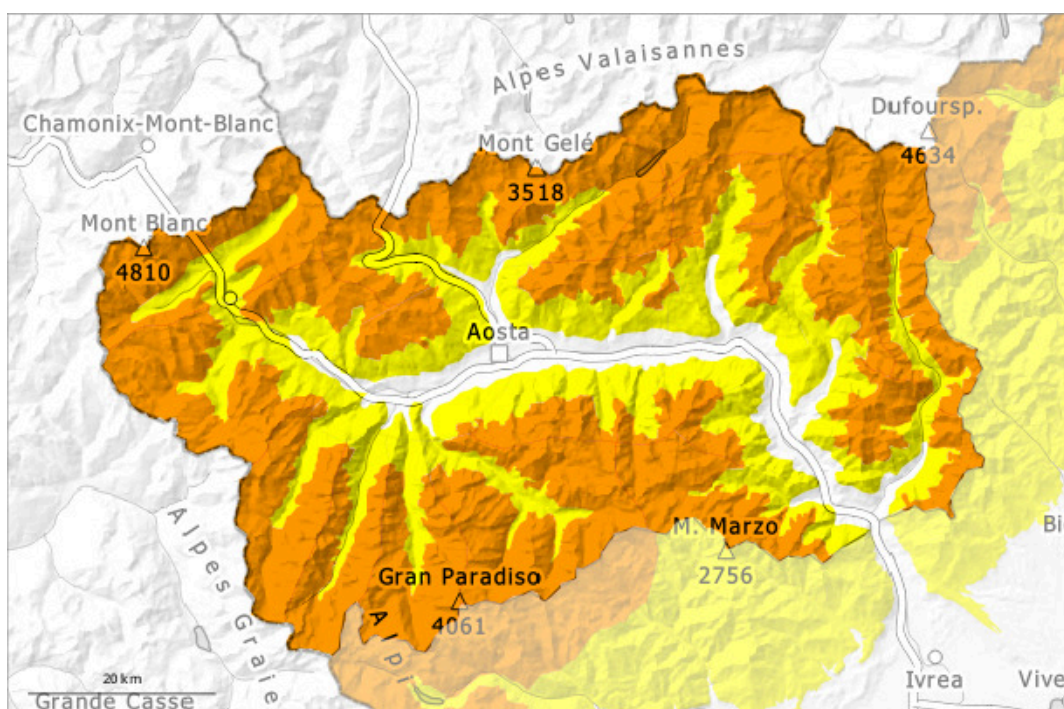 Alpes Valaisannes
Dufoursp.
4634
Chamonix-Mont-Blanc
Mont Gelé
3518
Mont Blanc
4810
Aosta
M. Marzo
2756
Bi
Gran Paradiso
4061
Alpes Graie
Alpi
20 km
Grande Casse
Ivrea
Vive